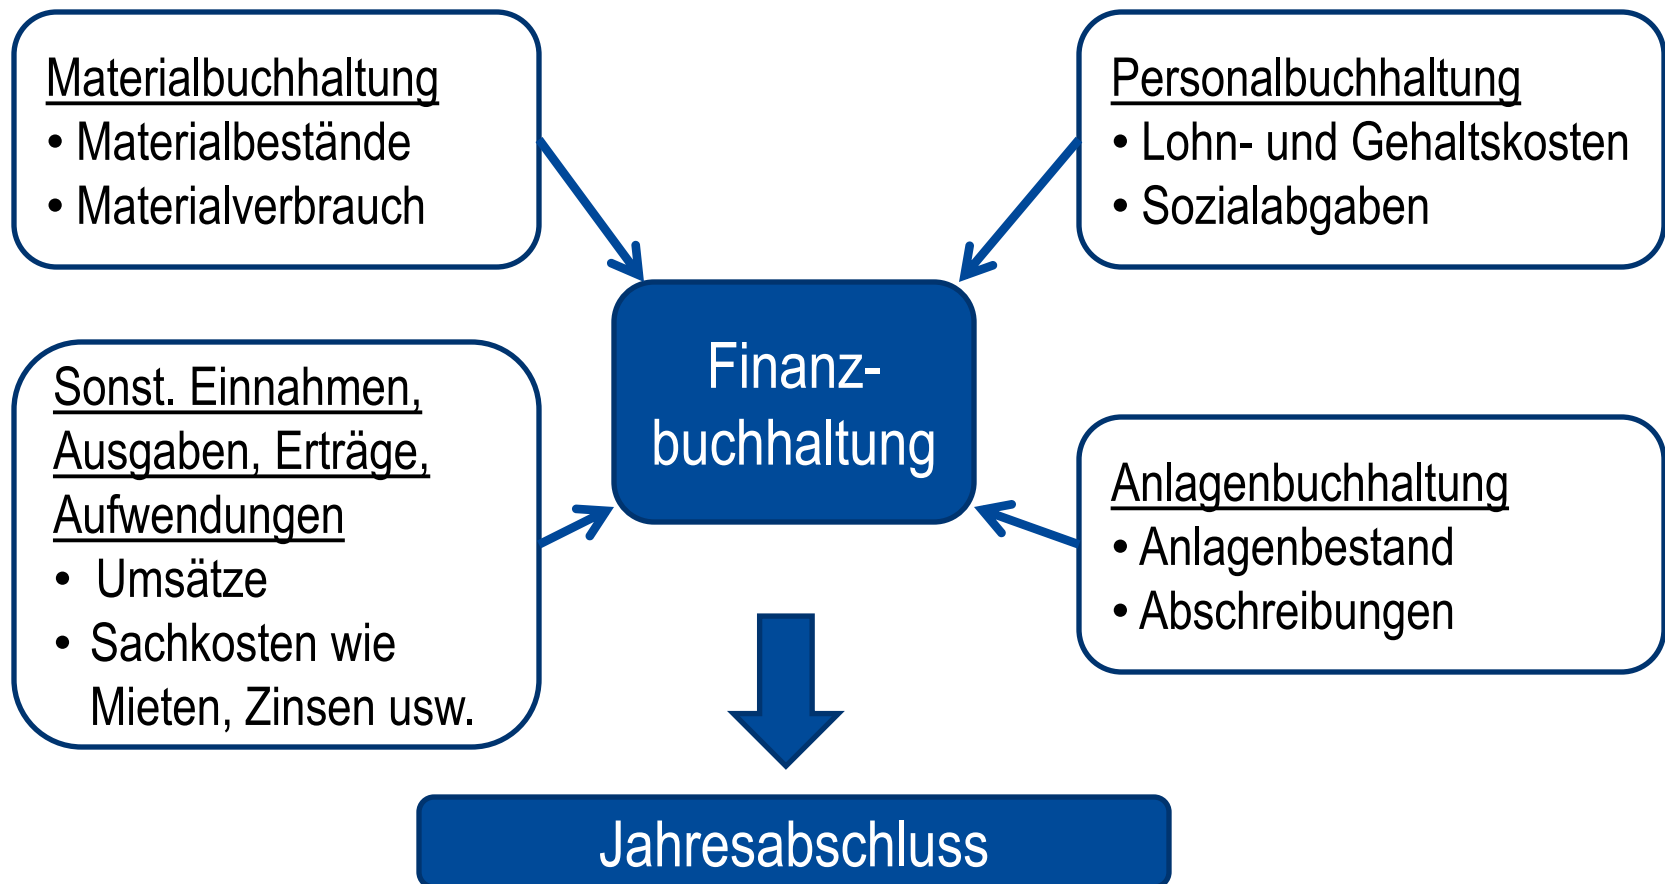 Materialbuchhaltung
• Materialbestände
• Materialverbrauch
Personalbuchhaltung
• Lohn- und Gehaltskosten
• Sozialabgaben
Sonst. Einnahmen,
Ausgaben, Erträge,
Aufwendungen
• Umsätze
• Sachkosten wie
Mieten, Zinsen usw.
Finanz-
buchhaltung
Anlagenbuchhaltung
• Anlagenbestand
• Abschreibungen
Jahresabschluss